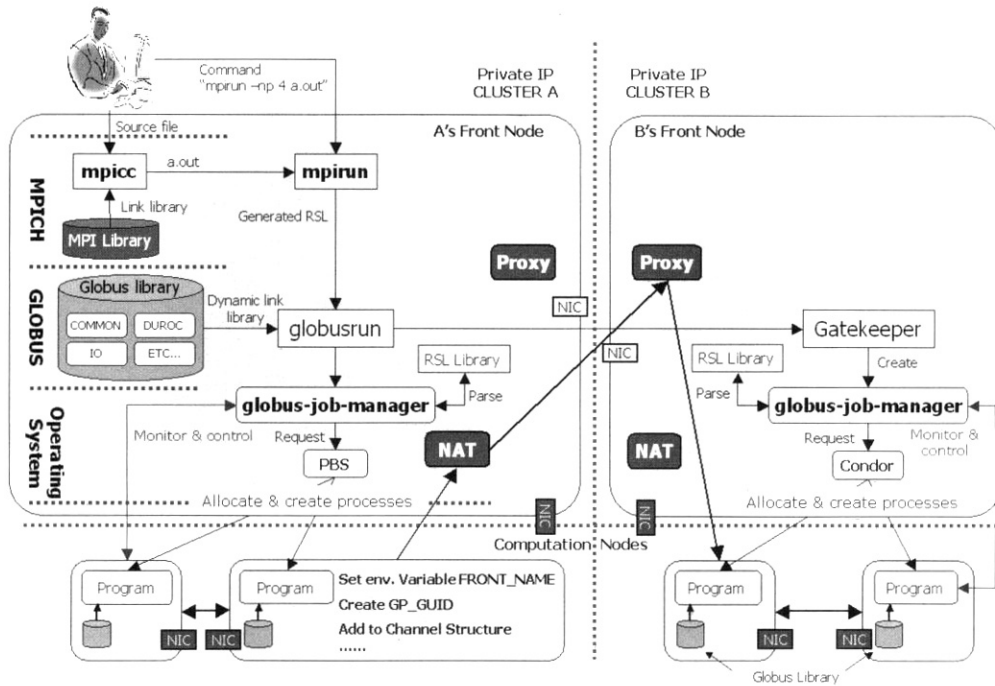 Command
"mpirun -np 4 a.out"
Private IP
CLUSTER A
Private IP
CLUSTER B
Source file
A's Front Node
B's Front Node
MPICH
mpicc
a.out
mpirun
Link library
MPI Library
Generated RSL
Proxy
Proxy
GLOBUS
Globus library
COMMON
DUROC
IO
ETC...
Dynamic link
library
globusrun
NIC
NIC
Gatekeeper
RSL Library
RSL Library
Create
Parse
Parse
Operating
System
globus-job-manager
globus-job-manager
Monitor & control
Request
PBS
NAT
NAT
Request
Condor
Monitor &
control
Allocate & create processes
Allocate & create processes
NIC
NIC
Computation Nodes
Program
Program
Set env. Variable FRONT_NAME
Create GP_GUID
Add to Channel Structure
......
NIC
NIC
Program
Program
NIC
NIC
Globus Library